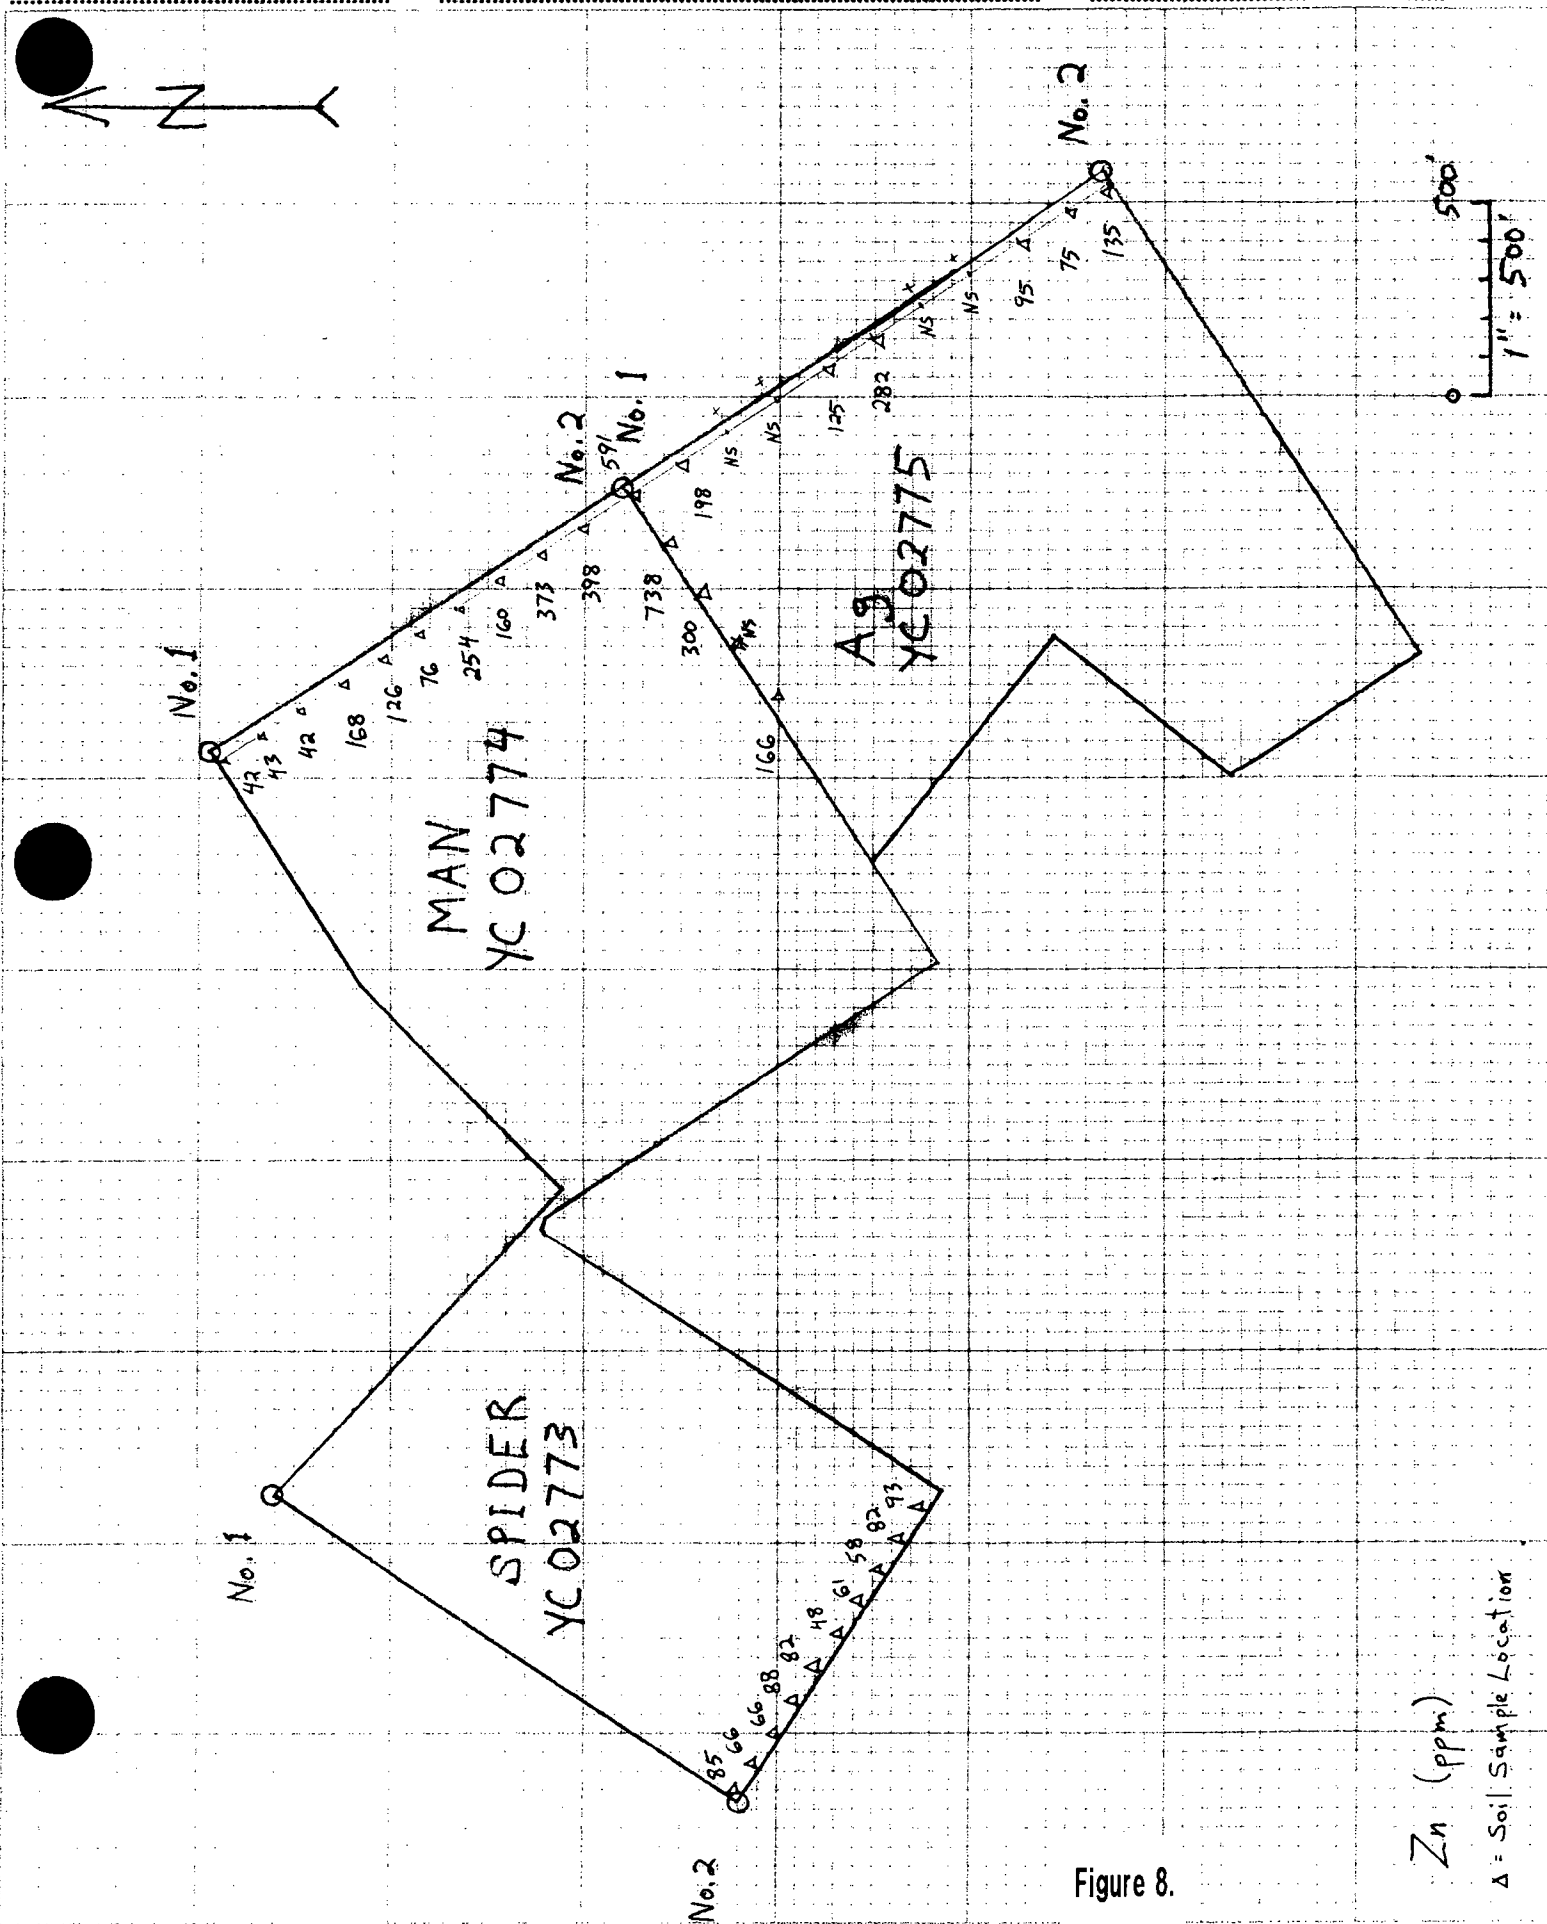 N
No. 1
No. 2
SPIDER
YC02773
85
66
66
88
82
48
61
58
82
93
No. 1
MAN
YC 02774
42
43
42
168
126
76
254
160
373
398
No. 2
591
No. 1
738
300
NS
166
Ag
YC 02775
198
NS
NS
125
282
NS
NS
95
75
135
No. 2
0 500'
1" = 500'
Zn (ppm)
Δ = Soil Sample Location
Figure 8.